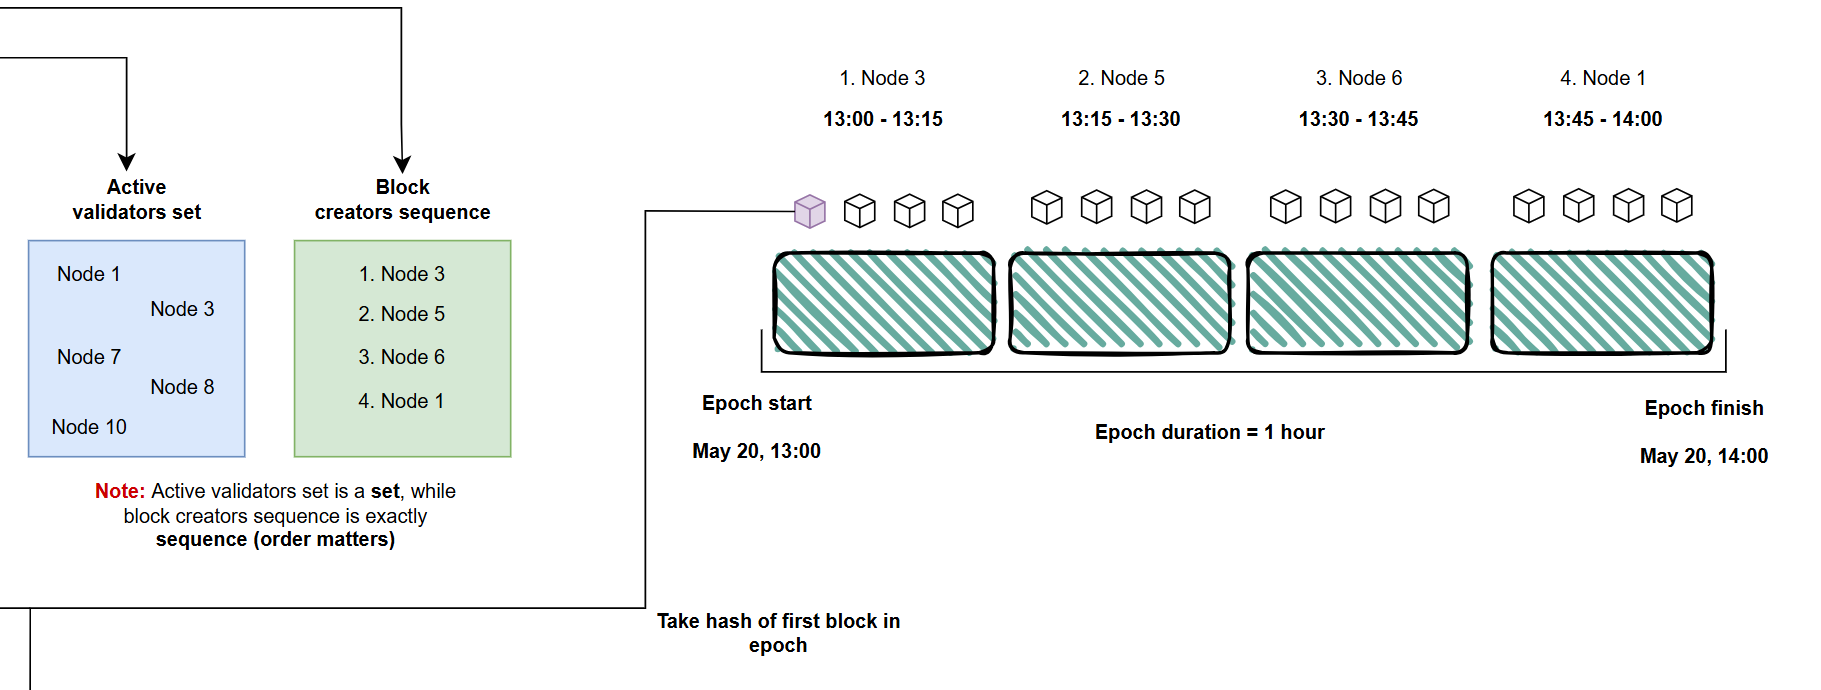 Active
validators set
Node 1
Node 3
Node 7
Node 8
Node 10
Block
creators sequence
1. Node 3
2. Node 5
3. Node 6
4. Node 1
Note: Active validators set is a set, while
block creators sequence is exactly
sequence (order matters)
1. Node 3
13:00 - 13:15
2. Node 5
13:15 - 13:30
3. Node 6
13:30 - 13:45
4. Node 1
13:45 - 14:00
Epoch start
May 20, 13:00
Epoch duration = 1 hour
Epoch finish
May 20, 14:00
Take hash of first block in
epoch